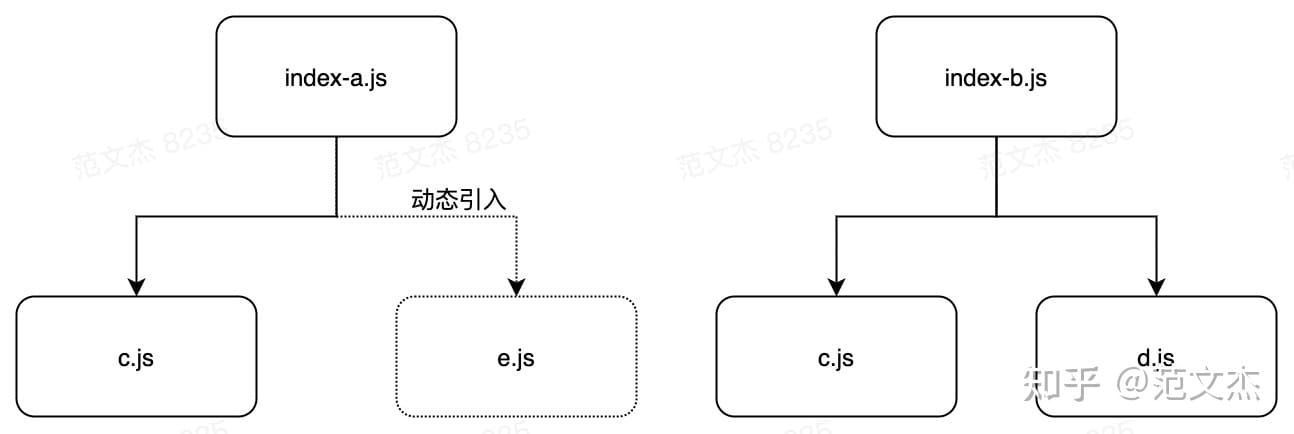 index-a.js
index-b.js
范文杰 8235
范文杰 8235
范文杰 8235
范文杰 8235
动态引入
c.js
e.js
c.js
d.js
知乎 @范文杰